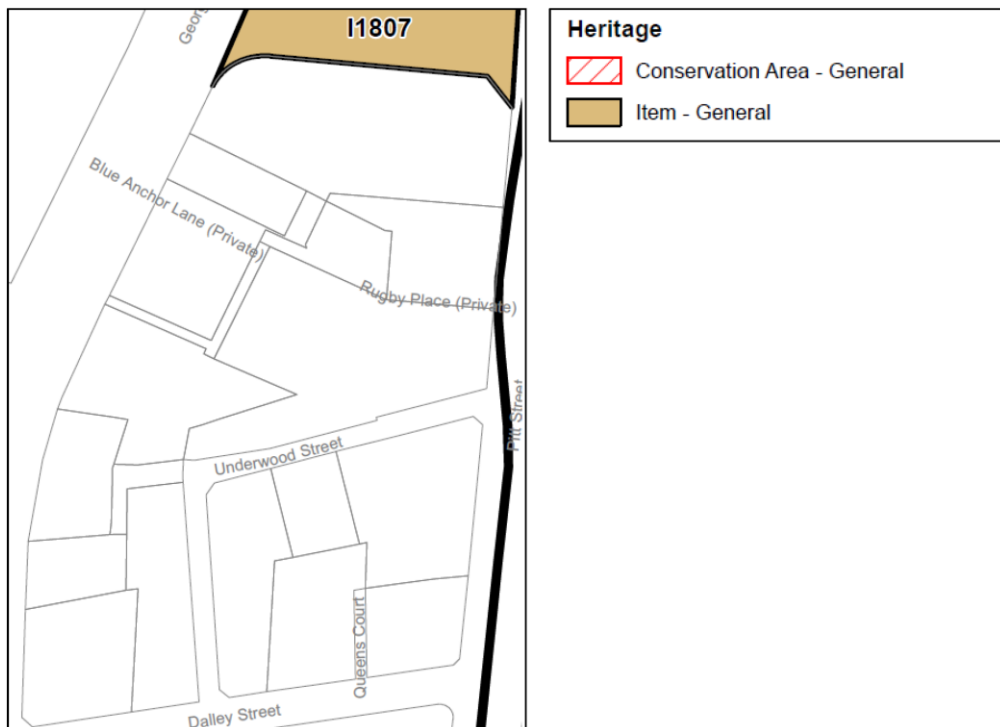 Georg
I1807
Blue Anchor Lane (Private)
Rugby Place (Private)
Pitt Street
Underwood Street
Queens Court
Dalley Street
Heritage
Conservation Area - General
Item - General